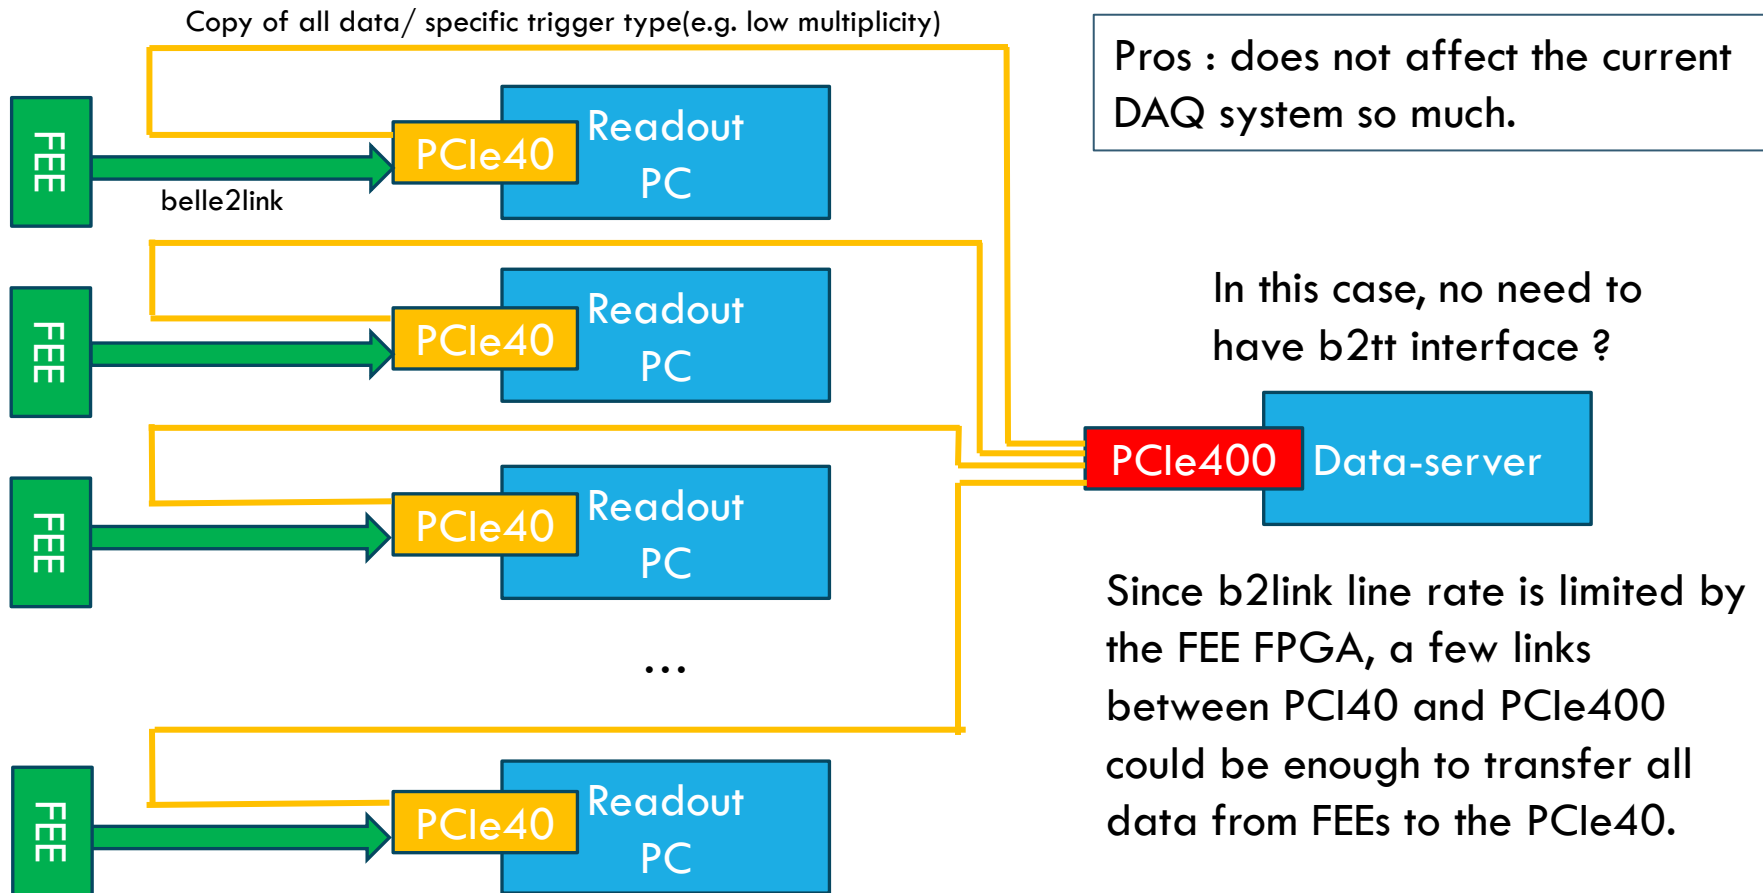 Copy of all data/ specific trigger type(e.g. low multiplicity)
Pros : does not affect the current
DAQ system so much.
FEE
belle2link
PCIe40
Readout
PC
FEE
PCIe40
Readout
PC
In this case, no need to
have b2tt interface ?
FEE
PCIe40
Readout
PC
PCIe400
Data-server
...
Since b2link line rate is limited by
the FEE FPGA, a few links
between PCI40 and PCIe400
could be enough to transfer all
data from FEEs to the PCIe40.
FEE
PCIe40
Readout
PC